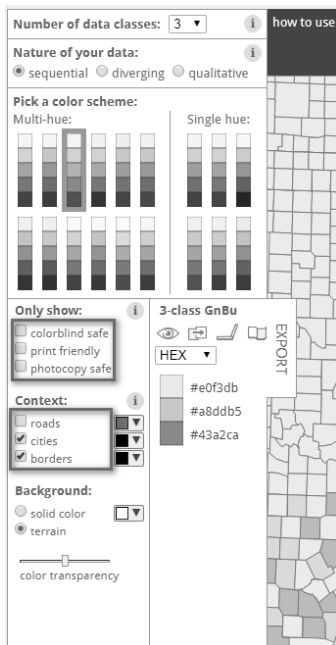 Number of data classes: 3
how to use
Nature of your data:
sequential diverging qualitative
Pick a color scheme:
Multi-hue: Single hue:
Only show:
colorblind safe
print friendly
photocopy safe
Context:
roads
cities
borders
Background:
solid color
terrain
color transparency
3-class GnBu
EXPORT
HEX
#e0f3db
#a8ddb5
#43a2ca